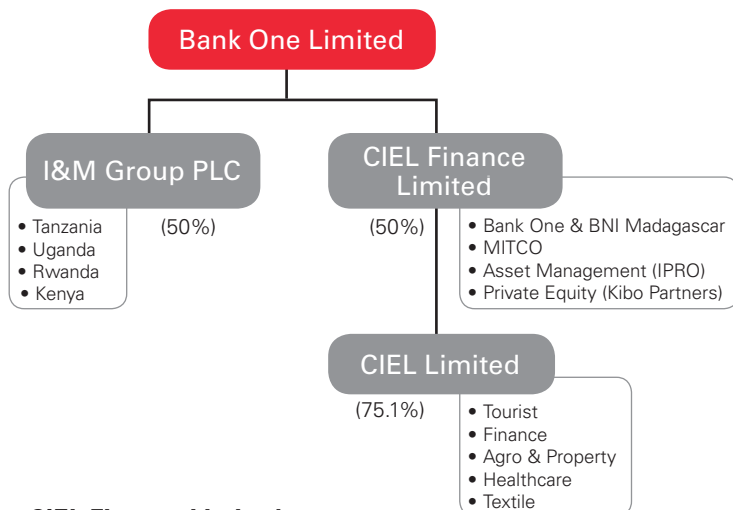 Bank One Limited
I&M Group PLC
• Tanzania
• Uganda
• Rwanda
• Kenya
(50%)
CIEL Finance
Limited
(50%)
• Bank One & BNI Madagascar
• MITCO
• Asset Management (IPRO)
• Private Equity (Kibo Partners)
CIEL Limited
(75.1%)
• Tourist
• Finance
• Agro & Property
• Healthcare
• Textile